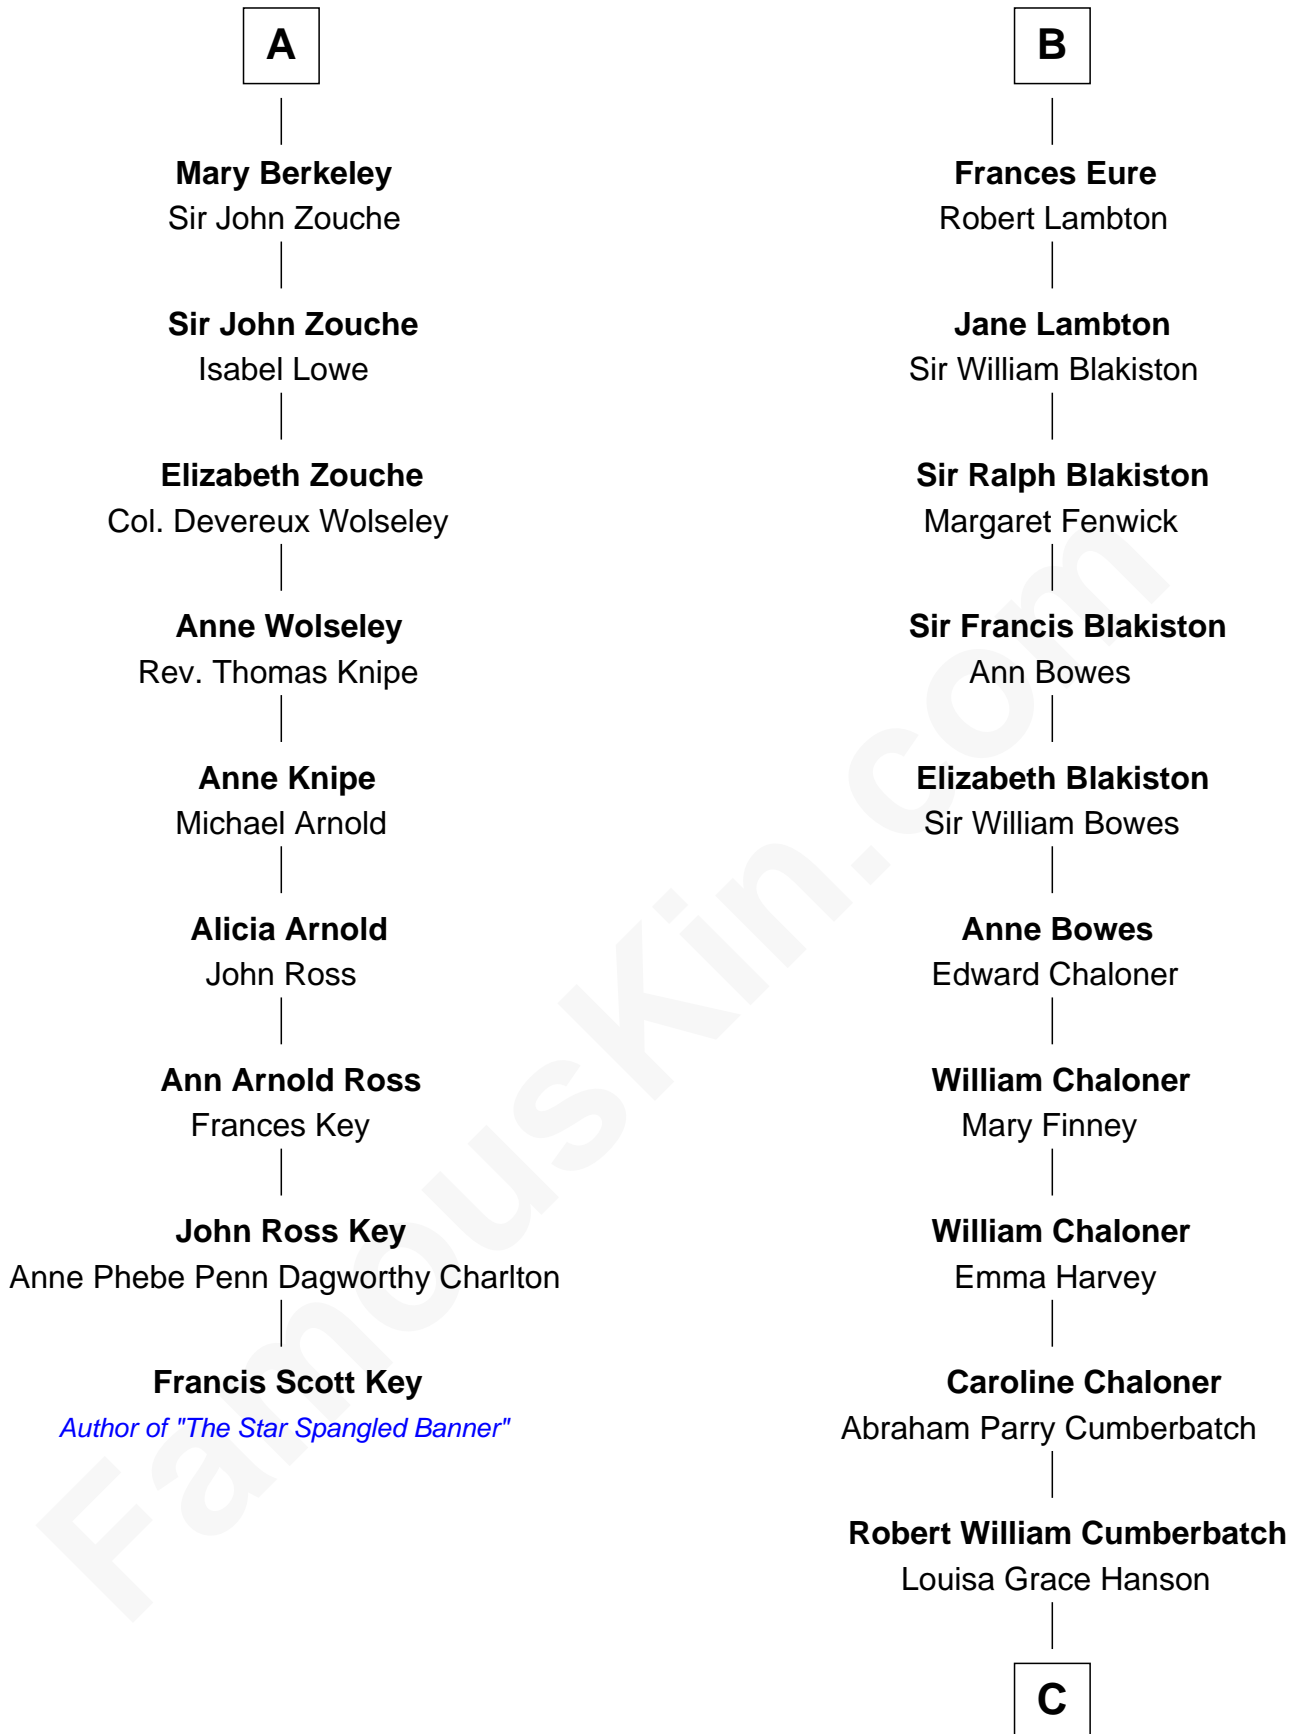 A
Mary Berkeley
Sir John Zouche
Sir John Zouche
Isabel Lowe
Elizabeth Zouche
Col. Devereux Wolseley
Anne Wolseley
Rev. Thomas Knipe
Anne Knipe
Michael Arnold
Alicia Arnold
John Ross
Ann Arnold Ross
Frances Key
John Ross Key
Anne Phebe Penn Dagworthy Charlton
Francis Scott Key
Author of "The Star Spangled Banner"
B
Frances Eure
Robert Lambton
Jane Lambton
Sir William Blakiston
Sir Ralph Blakiston
Margaret Fenwick
Sir Francis Blakiston
Ann Bowes
Elizabeth Blakiston
Sir William Bowes
Anne Bowes
Edward Chaloner
William Chaloner
Mary Finney
William Chaloner
Emma Harvey
Caroline Chaloner
Abraham Parry Cumberbatch
Robert William Cumberbatch
Louisa Grace Hanson
C
FamousKin.com